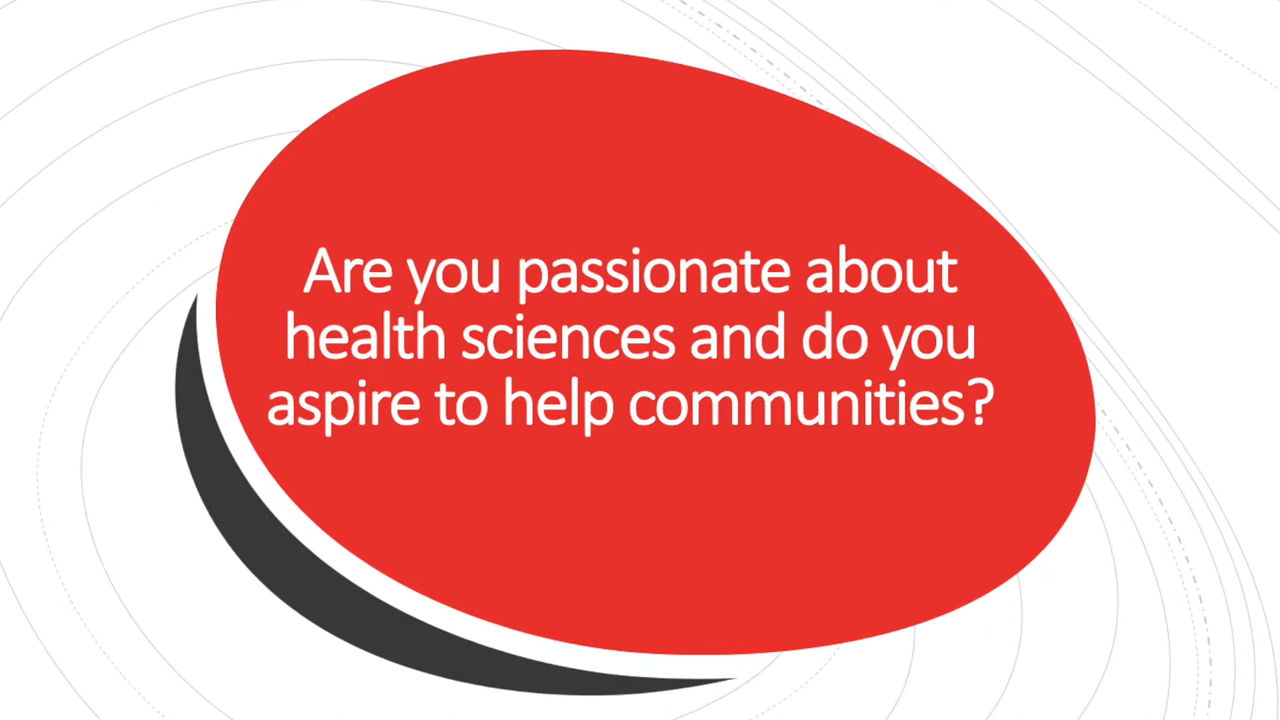 Are you passionate about
health sciences and do you
aspire to help communities?